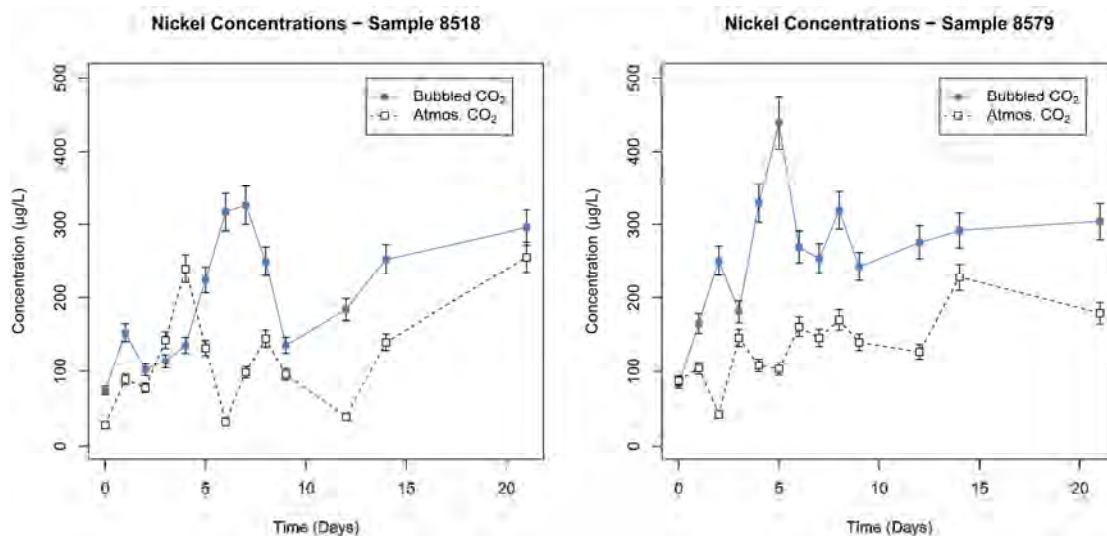 Nickel Concentrations − Sample 8518
Concentration (µg/L)
500
400
300
200
100
0
Bubbled CO₂
Atmos. CO₂
0 5 10 15 20
Time (Days)
Nickel Concentrations − Sample 8579
Concentration (µg/L)
500
400
300
200
100
0
Bubbled CO₂
Atmos. CO₂
0 5 10 15 20
Time (Days)